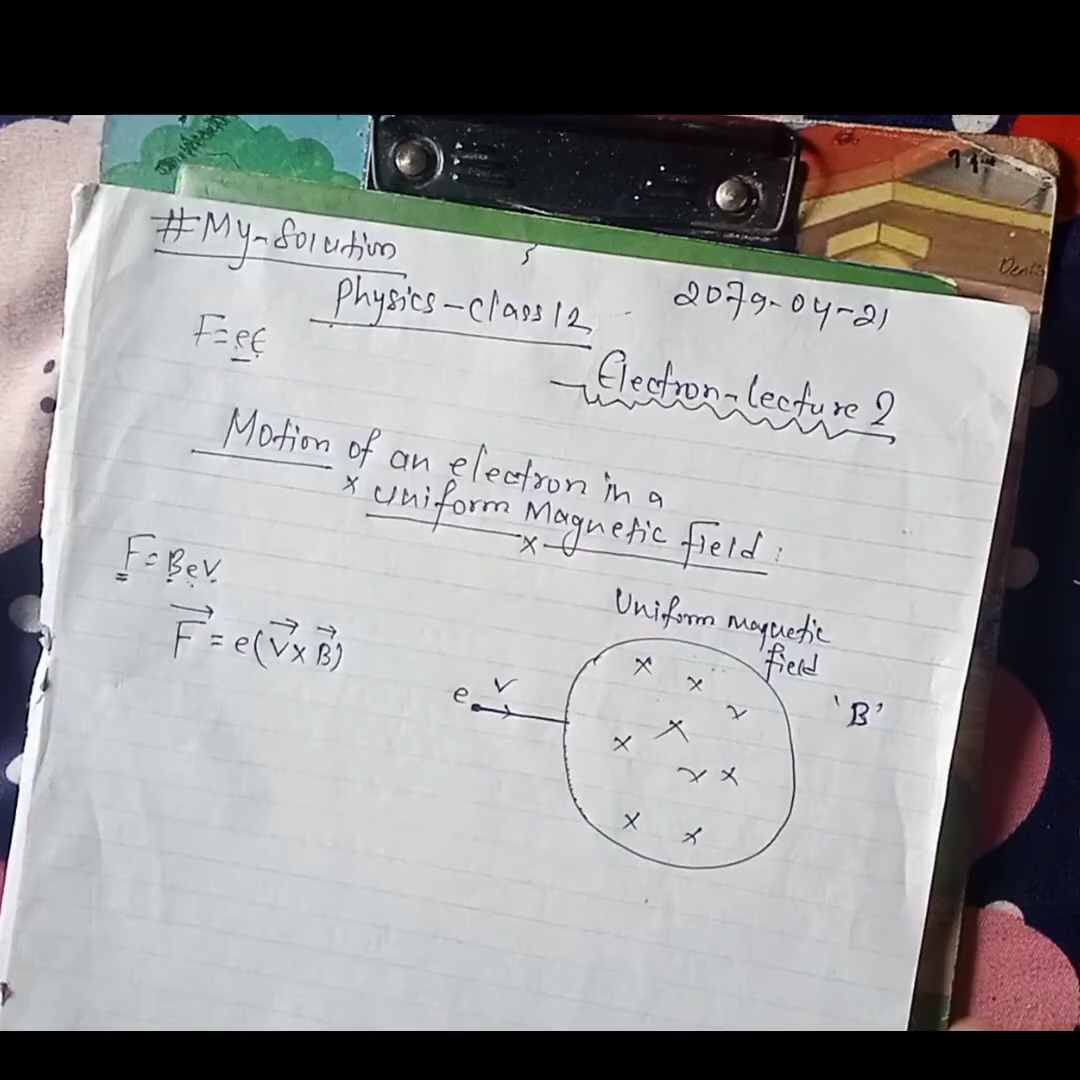 #My-Solution
Physics-class 12
2079-04-21
F=eE
Electron-lecture 2
Motion of an electron in a
x uniform Magnetic field:
x
F=BeV
F⃗ = e(V⃗ x B⃗)
Uniform magnetic
field
'B'
e V
x x
x x x
x x x
x x